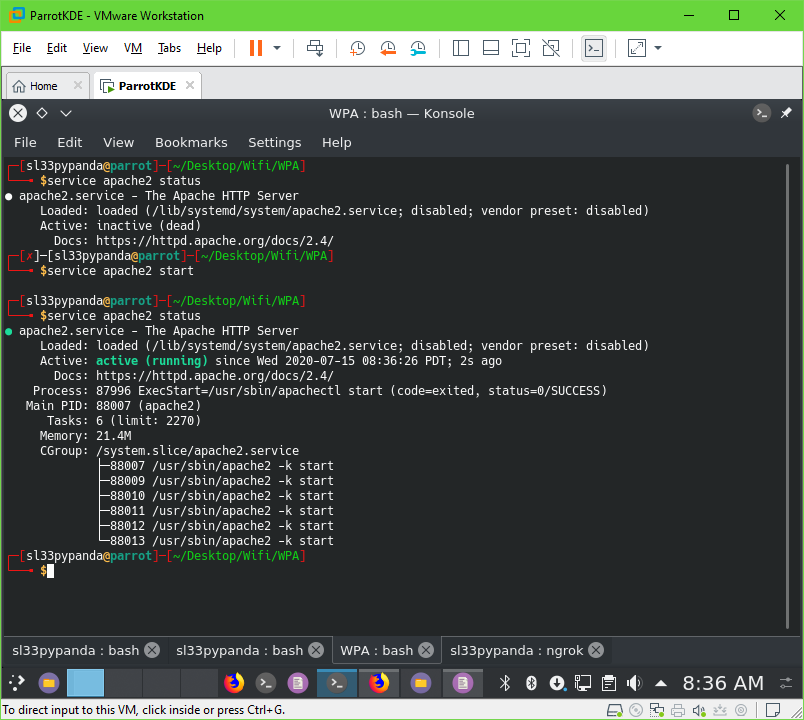 ParrotKDE - VMware Workstation
File Edit View VM Tabs Help
Home ParrotKDE
WPA : bash — Konsole
File Edit View Bookmarks Settings Help
┌─[sl33pypanda@parrot]─[~/Desktop/Wifi/WPA]
└──╼ $service apache2 status
● apache2.service - The Apache HTTP Server
Loaded: loaded (/lib/systemd/system/apache2.service; disabled; vendor preset: disabled)
Active: inactive (dead)
Docs: https://httpd.apache.org/docs/2.4/
┌─[✗]─[sl33pypanda@parrot]─[~/Desktop/Wifi/WPA]
└──╼ $service apache2 start
┌─[sl33pypanda@parrot]─[~/Desktop/Wifi/WPA]
└──╼ $service apache2 status
● apache2.service - The Apache HTTP Server
Loaded: loaded (/lib/systemd/system/apache2.service; disabled; vendor preset: disabled)
Active: active (running) since Wed 2020-07-15 08:36:26 PDT; 2s ago
Docs: https://httpd.apache.org/docs/2.4/
Process: 87996 ExecStart=/usr/sbin/apachectl start (code=exited, status=0/SUCCESS)
Main PID: 88007 (apache2)
Tasks: 6 (limit: 2270)
Memory: 21.4M
CGroup: /system.slice/apache2.service
├─88007 /usr/sbin/apache2 -k start
├─88009 /usr/sbin/apache2 -k start
├─88010 /usr/sbin/apache2 -k start
├─88011 /usr/sbin/apache2 -k start
├─88012 /usr/sbin/apache2 -k start
└─88013 /usr/sbin/apache2 -k start
┌─[sl33pypanda@parrot]─[~/Desktop/Wifi/WPA]
└──╼ $
sl33pypanda : bash sl33pypanda : bash WPA : bash sl33pypanda : ngrok
8:36 AM
To direct input to this VM, click inside or press Ctrl+G.